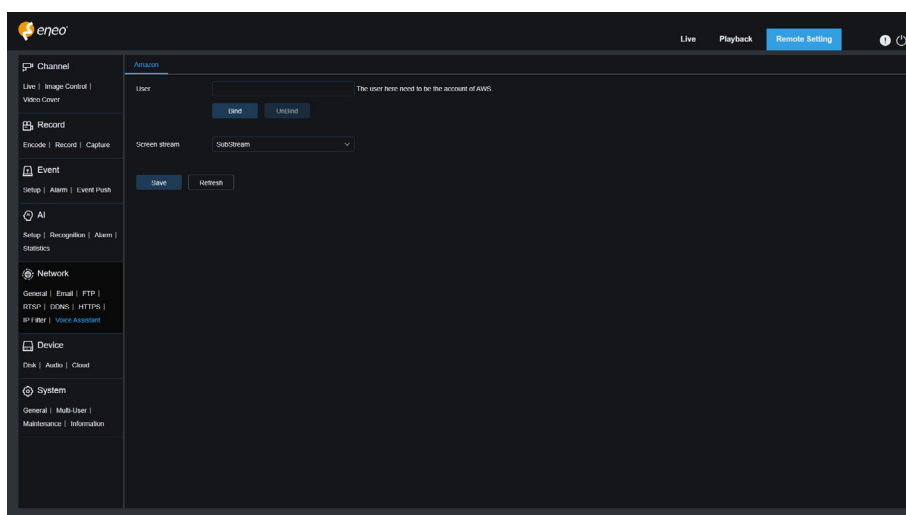 eneo
Live Playback Remote Setting
Channel
Live | Image Control |
Video Cover
Record
Encode | Record | Capture
Event
Setup | Alarm | Event Push
AI
Setup | Recognition | Alarm |
Statistics
Network
General | Email | FTP |
RTSP | DDNS | HTTPS |
IP Filter | Voice Assistant
Device
Disk | Audio | Cloud
System
General | Multi-User |
Maintenance | Information
Amazon
User The user here need to be the account of AWS
Bind UnBind
Screen stream SubStream
Save Refresh